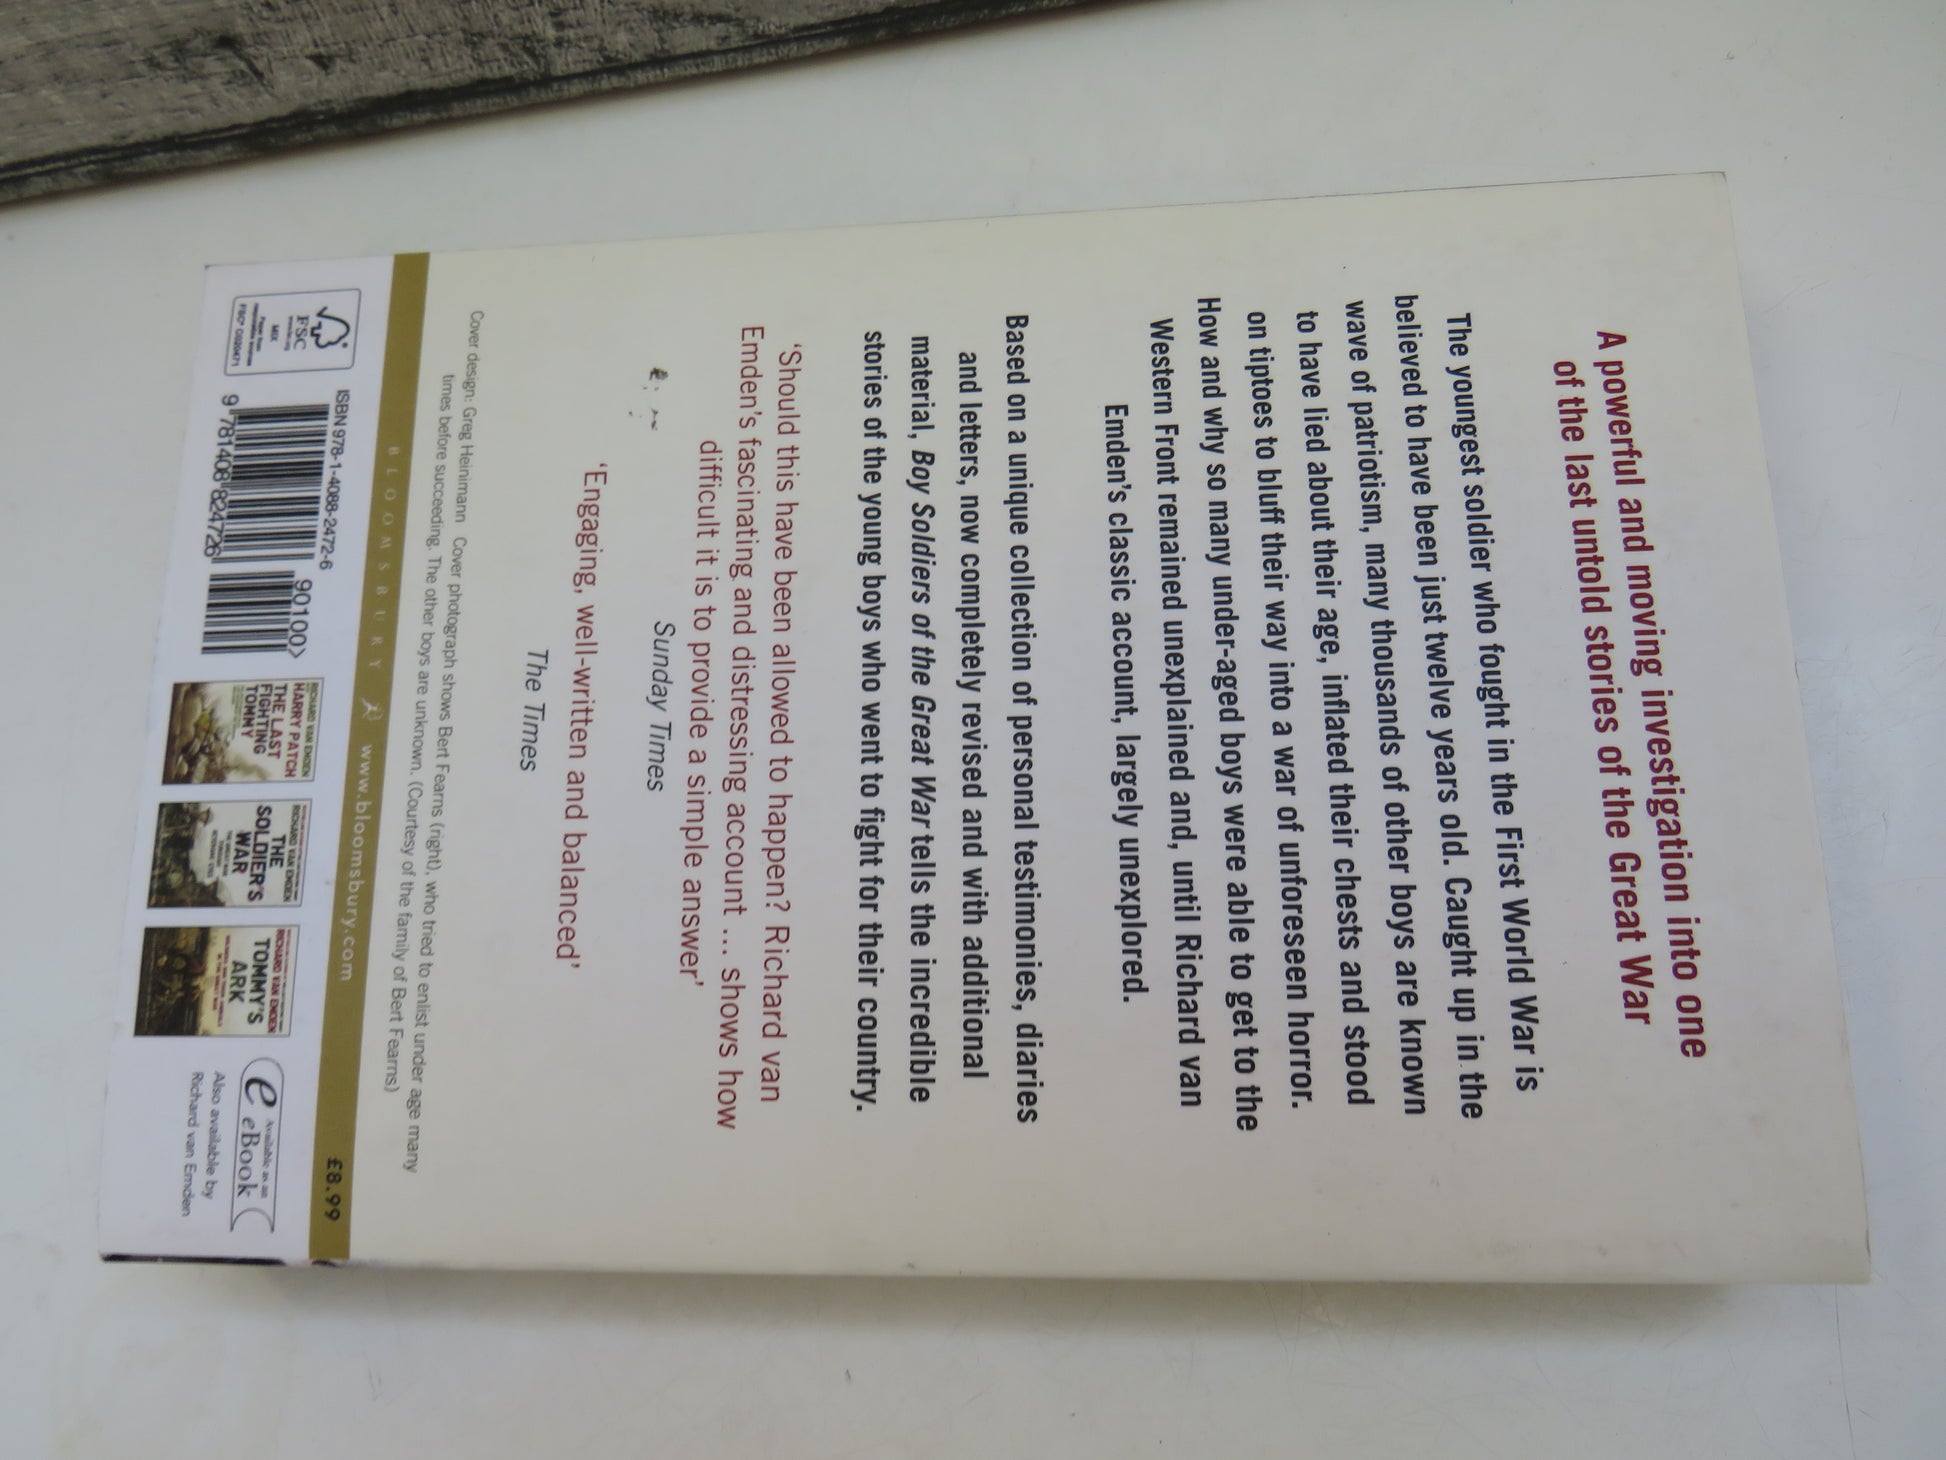 A powerful and moving investigation into one
of the last untold stories of the Great War
The youngest soldier who fought in the First World War is
believed to have been just twelve years old. Caught up in the
wave of patriotism, many thousands of other boys are known
to have lied about their age, inflated their chests and stood
on tiptoes to bluff their way into a war of unforeseen horror.
How and why so many under-aged boys were able to get to the
Western Front remained unexplained and, until Richard van
Emden's classic account, largely unexplored.
Based on a unique collection of personal testimonies, diaries
and letters, now completely revised and with additional
material, Boy Soldiers of the Great War tells the incredible
stories of the young boys who went to fight for their country.
‘Should this have been allowed to happen? Richard van
Emden's fascinating and distressing account ... shows how
difficult it is to provide a simple answer’
Sunday Times
‘Engaging, well-written and balanced’
The Times
Cover design: Greg Heinimann Cover photograph shows Bert Fearns (right), who tried to enlist under age many
times before succeeding. The other boys are unknown. (Courtesy of the family of Bert Fearns)
BLOOMSBURY www.bloomsbury.com £8.99
FSC
MIX
FSC® C020471
ISBN 978-1-4088-2472-6
90100>
9 781408 824726
RICHARD VAN EMDEN
HARRY PATCH
THE LAST
FIGHTING
TOMMY
RICHARD VAN EMDEN
THE
SOLDIER'S
WAR
RICHARD VAN EMDEN
TOMMY'S
ARK
Available as an
eBook
Also available by
Richard van Emden